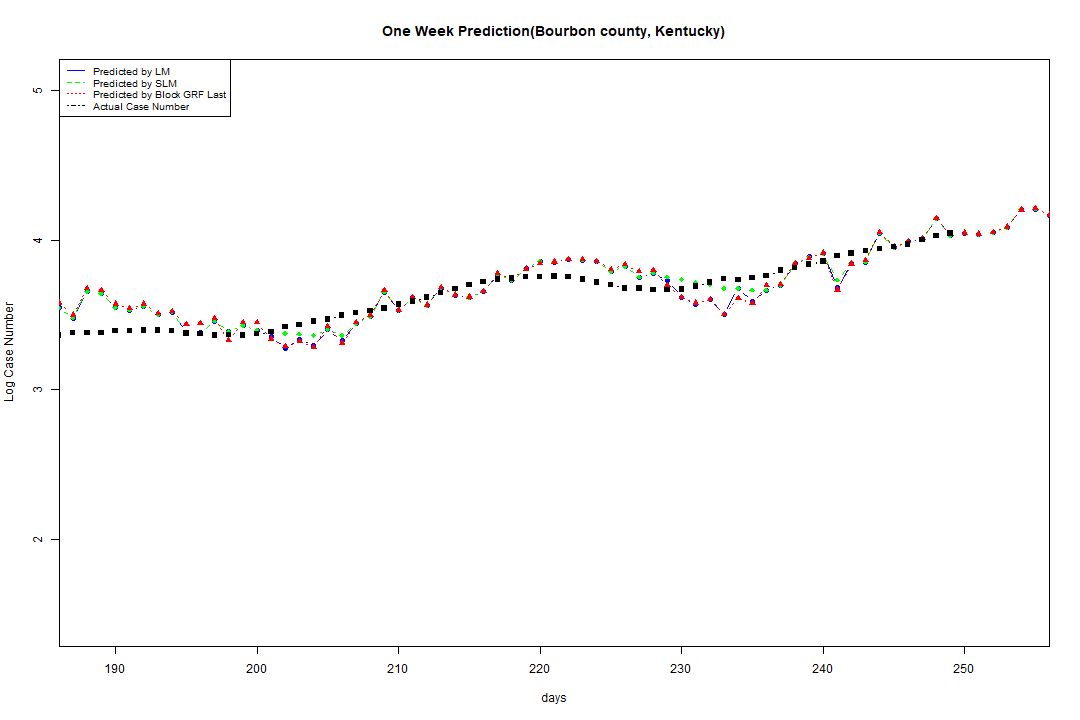 One Week Prediction(Bourbon county, Kentucky)
Predicted by LM
Predicted by SLM
Predicted by Block GRF Last
Actual Case Number
5
4
3
2
Log Case Number
190 200 210 220 230 240 250
days